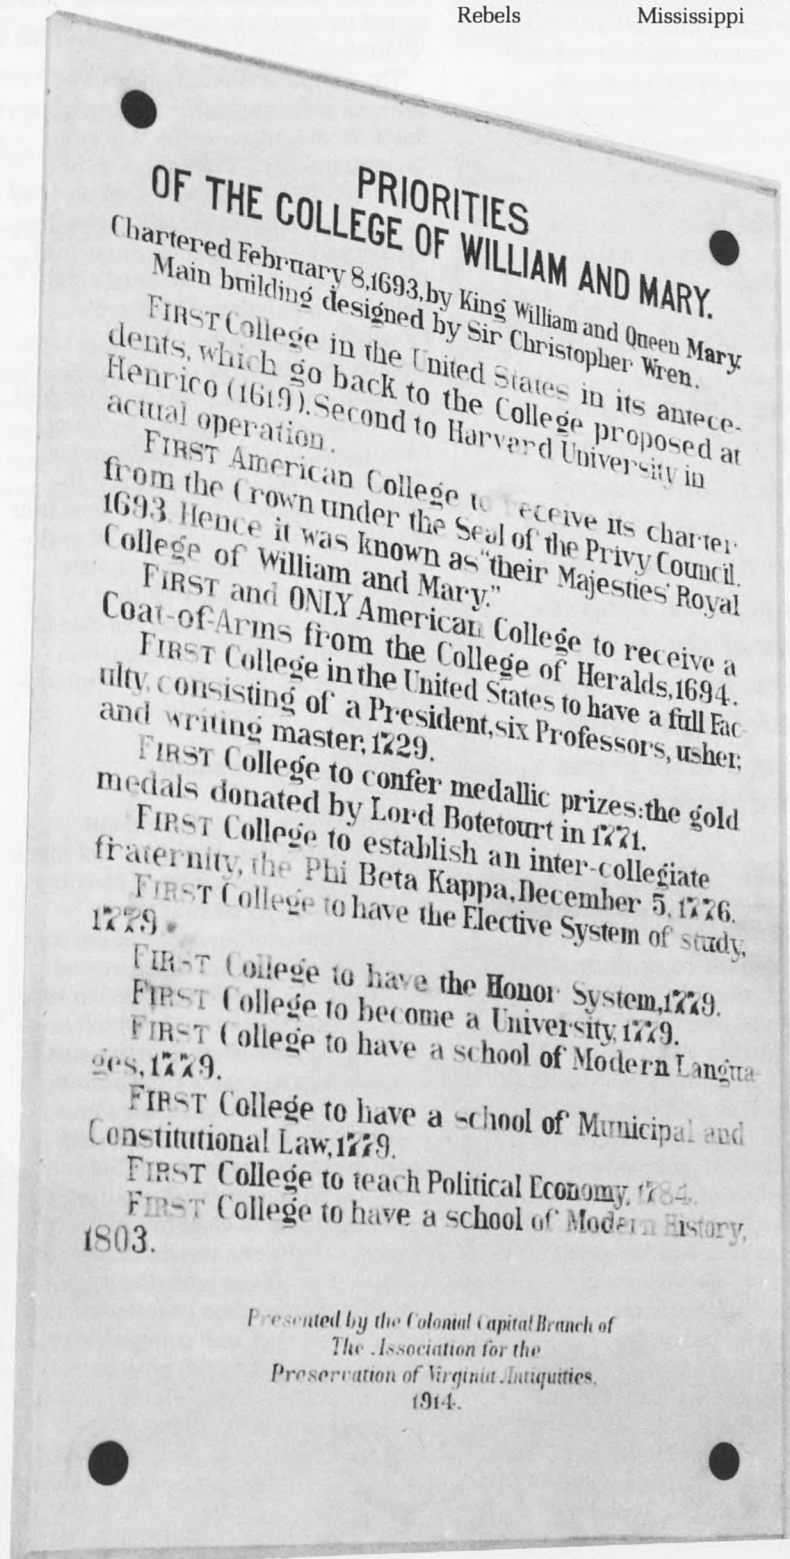 Rebels Mississippi
PRIORITIES
OF THE COLLEGE OF WILLIAM AND MARY.
Chartered February 8,1693, by King William and Queen Mary.
Main building designed by Sir Christopher Wren.
FIRST College in the United States in its antece-
dents, which go back to the College proposed at
Henrico (1619). Second to Harvard University in
actual operation.
FIRST American College to receive its charter
from the Crown under the Seal of the Privy Council,
1693. Hence it was known as "their Majesties' Royal
College of William and Mary."
FIRST and ONLY American College to receive a
Coat-of-Arms from the College of Heralds, 1694.
FIRST College in the United States to have a full Fac
ulty, consisting of a President, six Professors, usher,
and writing master, 1729.
FIRST College to confer medallic prizes: the gold
medals donated by Lord Botetourt in 1771.
FIRST College to establish an inter-collegiate
fraternity, the Phi Beta Kappa, December 5, 1776.
FIRST College to have the Elective System of study,
1779.
FIRST College to have the Honor System, 1779.
FIRST College to become a University, 1779.
FIRST College to have a school of Modern Langua-
ges, 1779.
FIRST College to have a school of Municipal and
Constitutional Law, 1779.
FIRST College to teach Political Economy, 1784.
FIRST College to have a school of Modern History,
1803.
Presented by the Colonial Capital Branch of
The Association for the
Preservation of Virginia Antiquities,
1914.